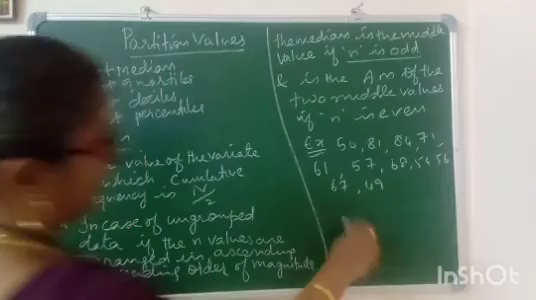 Partition Values
Median
quartiles
deciles
percentiles
value of the variate
which cumulative
frequency is N/2
In case of ungrouped
data if the n values are
arranged in ascending
order of magnitude
the median is the middle
value if 'n' is odd
& is the Am of the
two middle values
if 'n' is even
Ex 54, 81, 84, 71,
61, 57, 68, 54, 56
67, 49
InShOt